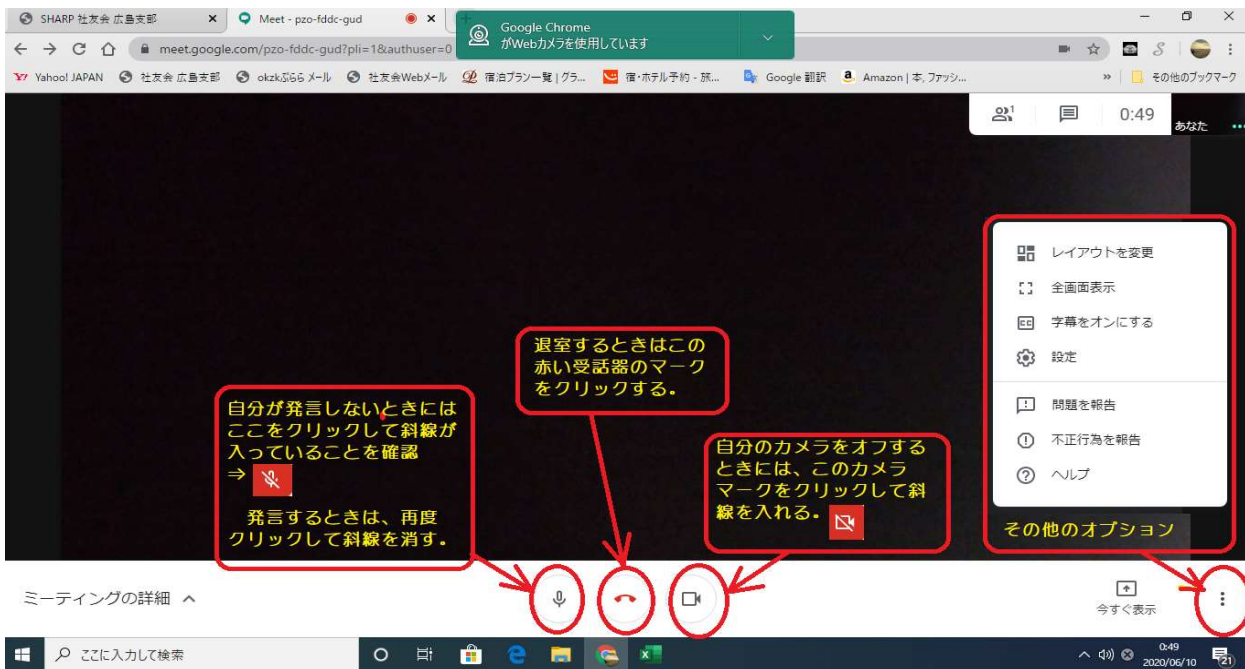 SHARP 社友会 広島支部
Meet - pzo-fddc-gud
Google Chrome
がWebカメラを使用しています
meet.google.com/pzo-fddc-gud?pli=1&authuser=0
Yahoo! JAPAN
社友会 広島支部
okzkぷらら メール
社友会Webメール
宿泊プラン一覧 | グラ...
宿・ホテル予約 - 旅...
Google 翻訳
Amazon | 本, ファッシ...
»
その他のブックマーク
1
0:49
あなた
レイアウトを変更
全画面表示
字幕をオンにする
設定
問題を報告
不正行為を報告
ヘルプ
その他のオプション
退室するときはこの
赤い受話器のマーク
をクリックする。
自分が発言しないときには
ここをクリックして斜線が
入っていることを確認
⇒
発言するときは、再度
クリックして斜線を消す。
自分のカメラをオフする
ときには、このカメラ
マークをクリックして斜
線を入れる。
ミーティングの詳細
今すぐ表示
ここに入力して検索
0:49
2020/06/10
21